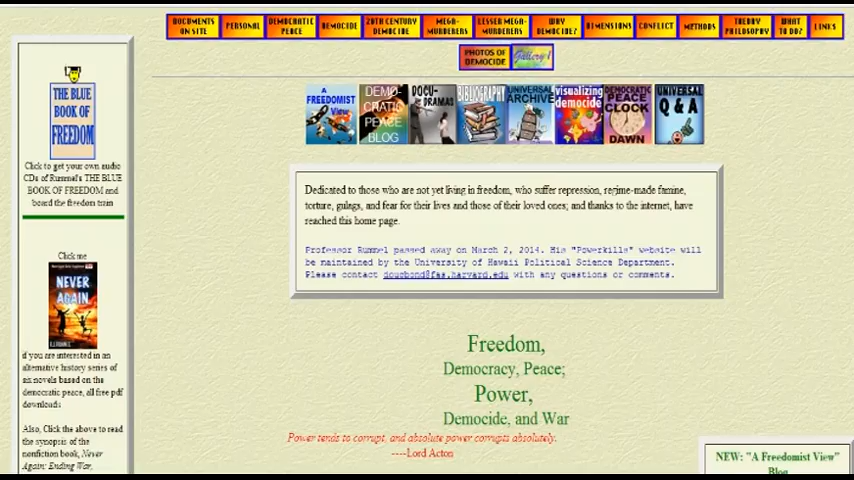 DOCUMENTS
ON SITE
PERSONAL
DEMOCRATIC
PEACE
DEMOCIDE
20TH CENTURY
DEMOCIDE
MEGA-
MURDERERS
LESSER MEGA-
MURDERERS
WHY
DEMOCIDE?
DIMENSIONS
CONFLICT
METHODS
THEORY
PHILOSOPHY
WHAT
TO DO?
LINKS
PHOTOS OF
DEMOCIDE
Gallery!
A
FREEDOMIST
View
DEMO-
CRATIC
PEACE
BLOG
DOCU-
DRAMAS
BIBLIOGRAPHY
UNIVERSAL
ARCHIVE
visualizing
democide
DEMOCRATIC
PEACE
CLOCK
DAWN
UNIVERSAL
Q & A
THE BLUE
BOOK OF
FREEDOM
Click to get your own audio
CDs of Rummel's THE BLUE
BOOK OF FREEDOM and
board the freedom train
Click me
NEVER
AGAIN
if you are interested in an
alternative history series of
six novels based on the
democratic peace, all free pdf
downloads
Also, Click the above to read
the synopsis of the
nonfiction book, Never
Again: Ending War,
Dedicated to those who are not yet living in freedom, who suffer repression, regime-made famine,
torture, gulags, and fear for their lives and those of their loved ones; and thanks to the internet, have
reached this home page.
Professor Rummel passed away on March 2, 2014. His "Powerkills" website will
be maintained by the University of Hawaii Political Science Department.
Please contact dougbond@fas.harvard.edu with any questions or comments.
Freedom,
Democracy, Peace;
Power,
Democide, and War
Power tends to corrupt, and absolute power corrupts absolutely.
----Lord Acton
NEW: "A Freedomist View"
Blog